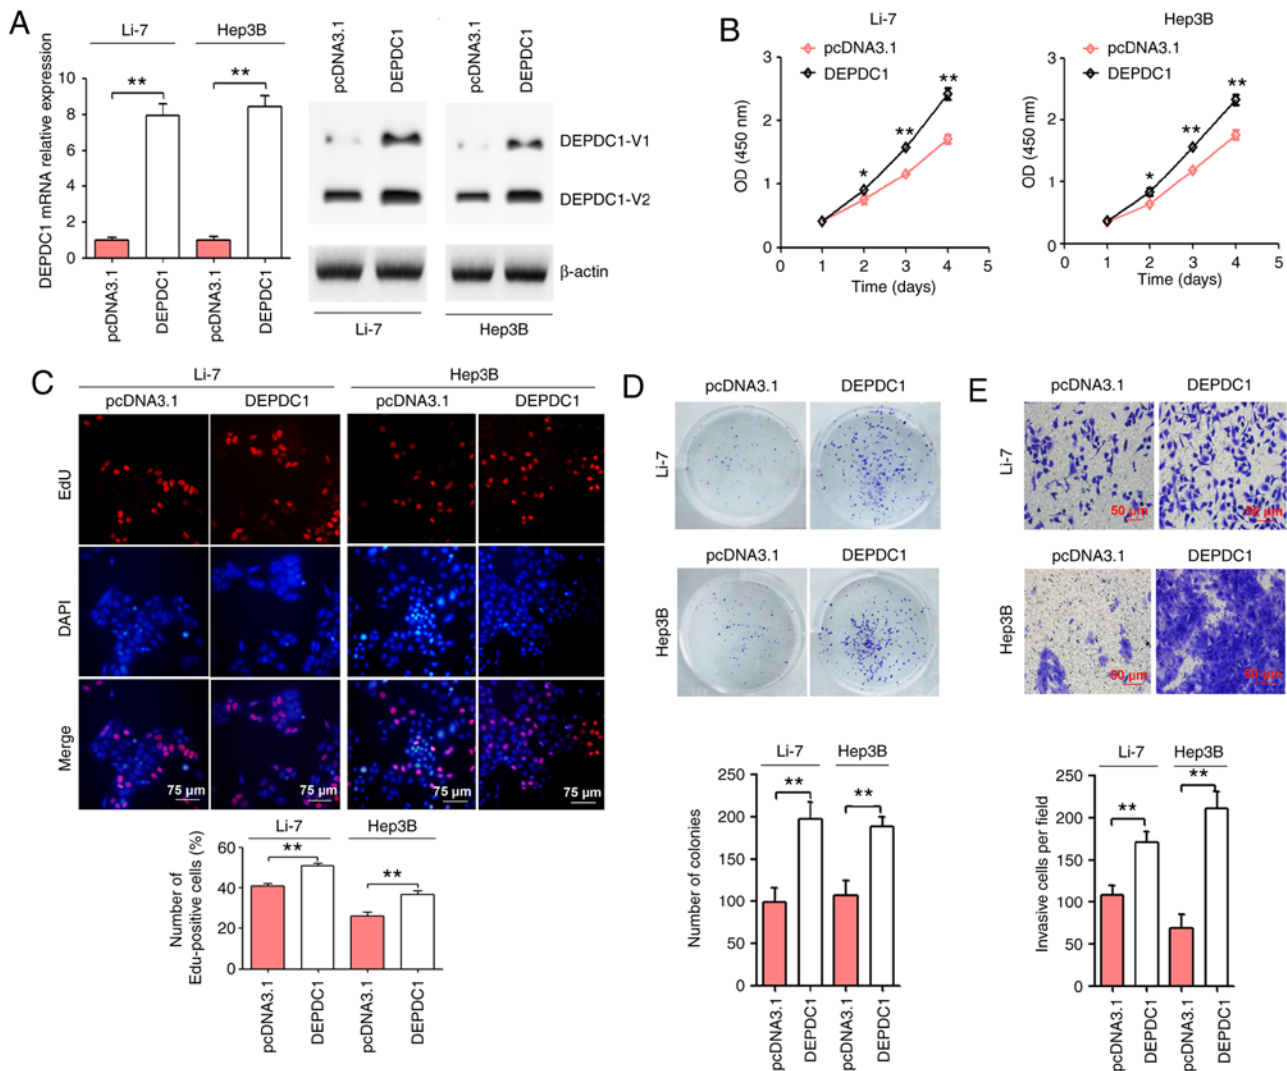 A
Li-7
Hep3B
DEPDC1 mRNA relative expression
10
8
6
4
2
0
**
**
pcDNA3.1
DEPDC1
pcDNA3.1
DEPDC1
pcDNA3.1
DEPDC1
pcDNA3.1
DEPDC1
DEPDC1-V1
DEPDC1-V2
β-actin
Li-7
Hep3B
B
Li-7
pcDNA3.1
DEPDC1
OD (450 nm)
3
2
1
0
*
**
**
0 1 2 3 4 5
Time (days)
Hep3B
pcDNA3.1
DEPDC1
OD (450 nm)
3
2
1
0
*
**
**
0 1 2 3 4 5
Time (days)
C
Li-7
Hep3B
pcDNA3.1
DEPDC1
pcDNA3.1
DEPDC1
EdU
DAPI
Merge
75 µm
75 µm
75 µm
75 µm
Li-7
Hep3B
Number of
Edu-positive cells (%)
60
40
20
0
**
**
pcDNA3.1
DEPDC1
pcDNA3.1
DEPDC1
D
pcDNA3.1
DEPDC1
Li-7
pcDNA3.1
DEPDC1
Hep3B
Li-7
Hep3B
Number of colonies
250
200
150
100
50
0
**
**
pcDNA3.1
DEPDC1
pcDNA3.1
DEPDC1
E
pcDNA3.1
DEPDC1
Li-7
50 µm
50 µm
pcDNA3.1
DEPDC1
Hep3B
50 µm
50 µm
Li-7
Hep3B
Invasive cells per field
250
200
150
100
50
0
**
**
pcDNA3.1
DEPDC1
pcDNA3.1
DEPDC1